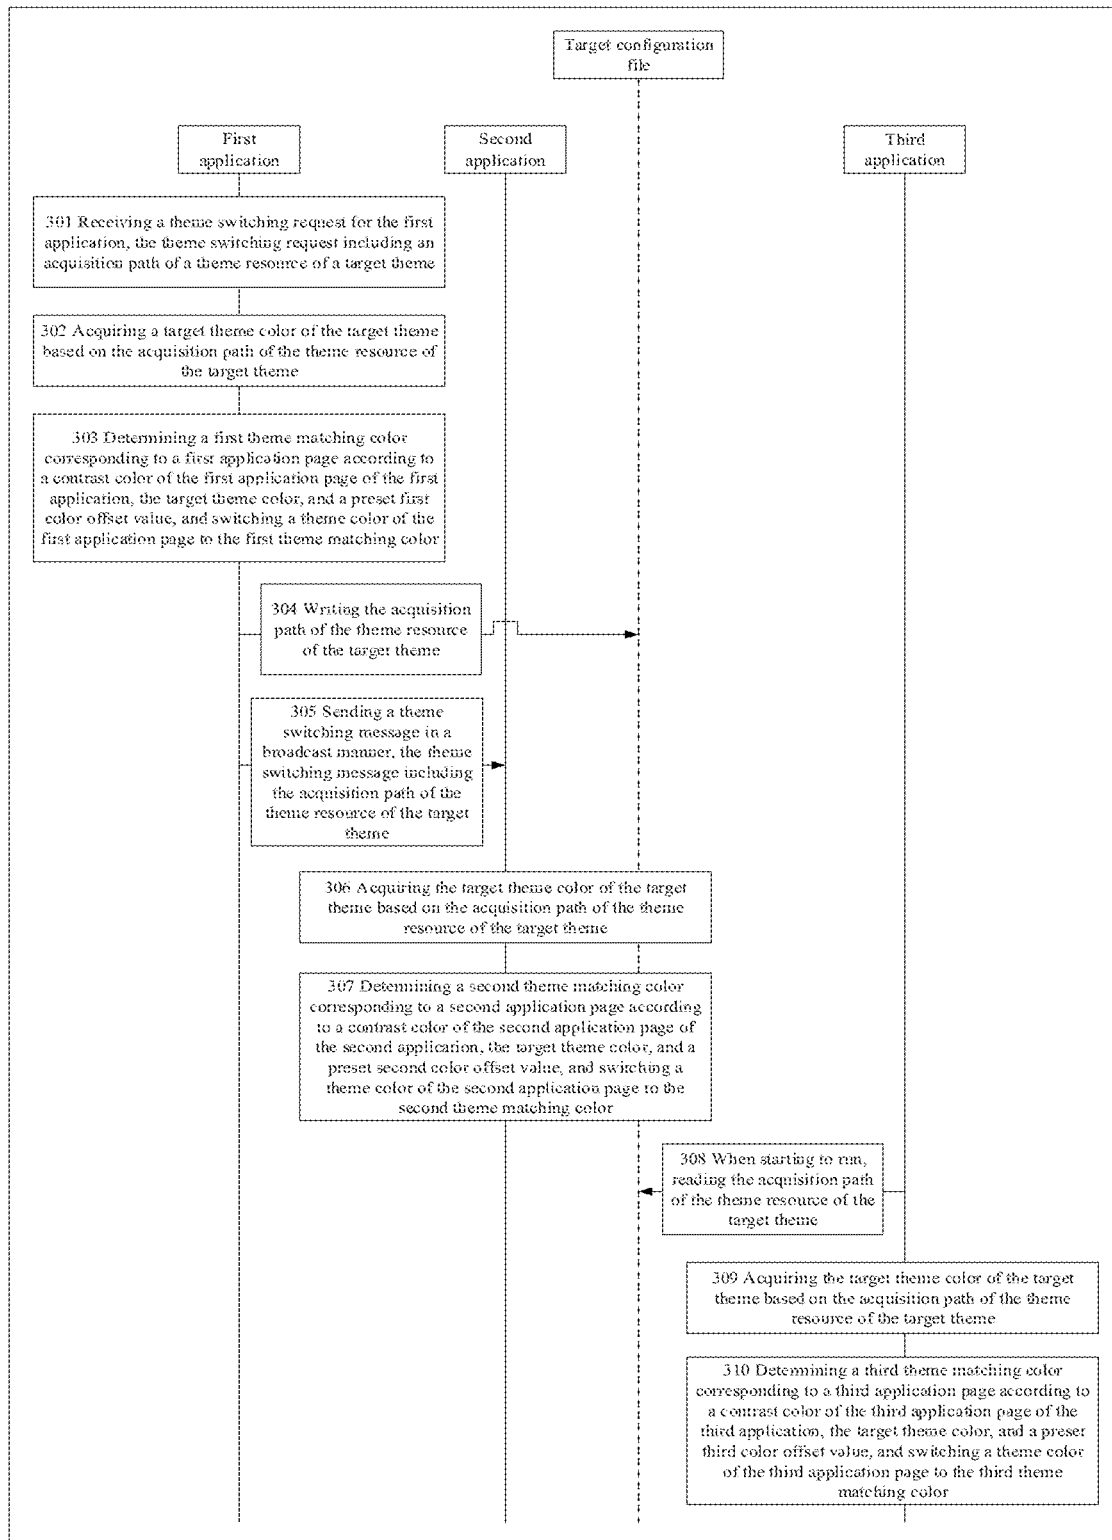 Target configuration
file
First
application
Second
application
Third
application
301 Receiving a theme switching request for the first
application, the theme switching request including an
acquisition path of a theme resource of a target theme
302 Acquiring a target theme color of the target theme
based on the acquisition path of the theme resource of
the target theme
303 Determining a first theme matching color
corresponding to a first application page according to
a contrast color of the first application page of the first
application, the target theme color, and a preset first
color offset value, and switching a theme color of the
first application page to the first theme matching color
304 Writing the acquisition
path of the theme resource
of the target theme
305 Sending a theme
switching message in a
broadcast manner, the theme
switching message including
the acquisition path of the
theme resource of the target
theme
306 Acquiring the target theme color of the target
theme based on the acquisition path of the theme
resource of the target theme
307 Determining a second theme matching color
corresponding to a second application page according
to a contrast color of the second application page of
the second application, the target theme color, and a
preset second color offset value, and switching a
theme color of the second application page to the
second theme matching color
308 When starting to run,
reading the acquisition path
of the theme resource of the
target theme
309 Acquiring the target theme color of the target
theme based on the acquisition path of the theme
resource of the target theme
310 Determining a third theme matching color
corresponding to a third application page according to
a contrast color of the third application page of the
third application, the target theme color, and a preset
third color offset value, and switching a theme color
of the third application page to the third theme
matching color